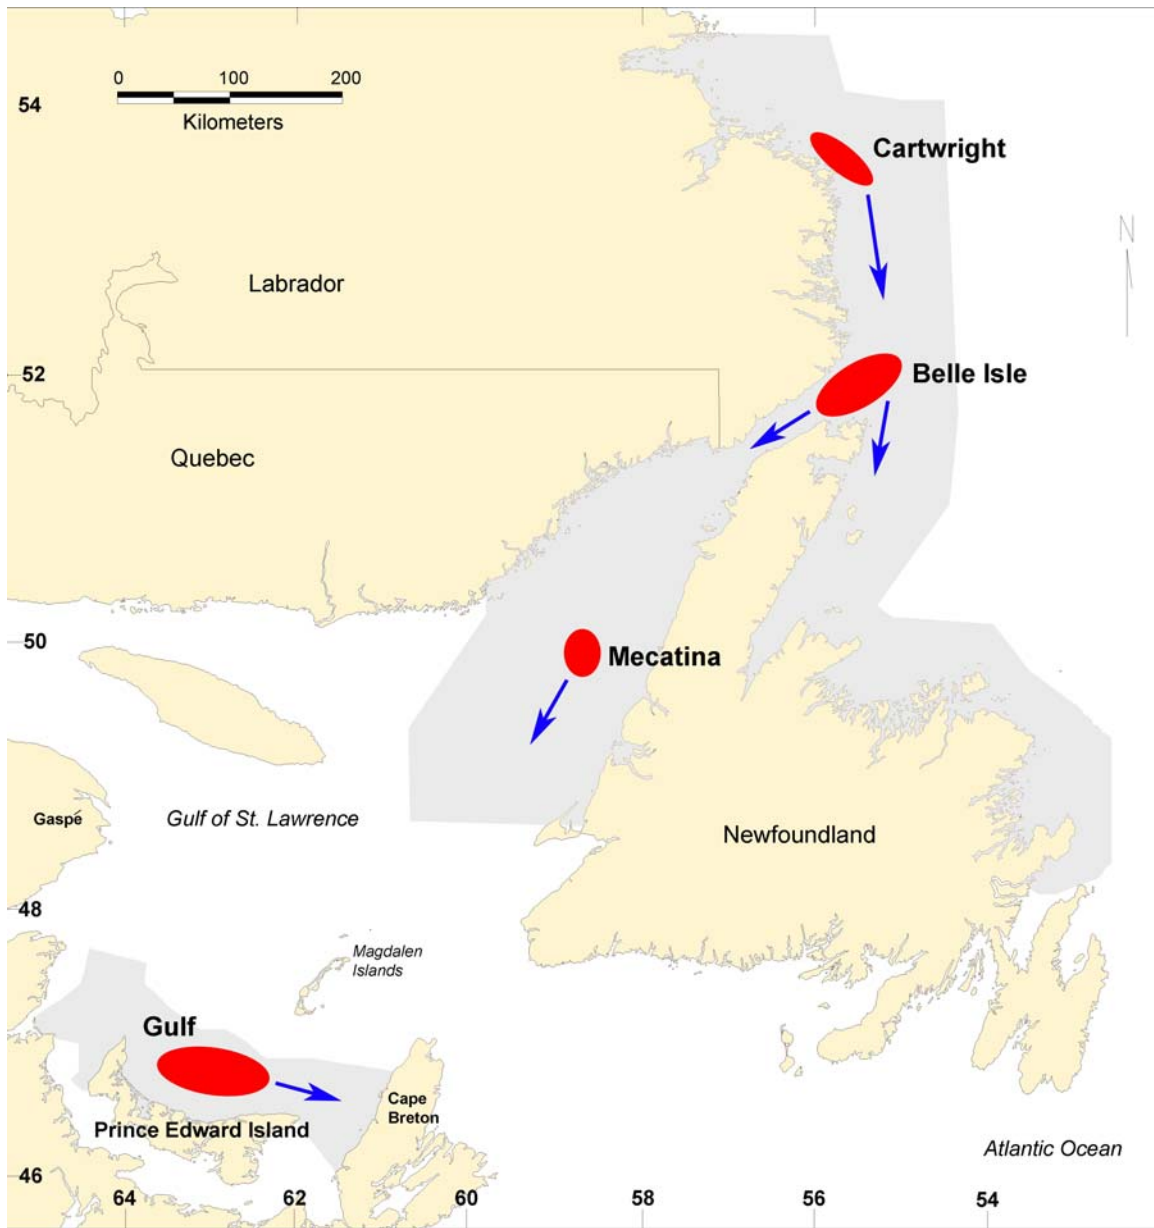 0 100 200
Kilometers
54
Cartwright
N
Labrador
52
Belle Isle
Quebec
50
Mecatina
Gaspé
Gulf of St. Lawrence
Newfoundland
48
Magdalen
Islands
Gulf
Cape
Breton
Prince Edward Island
Atlantic Ocean
46
64 62 60 58 56 54